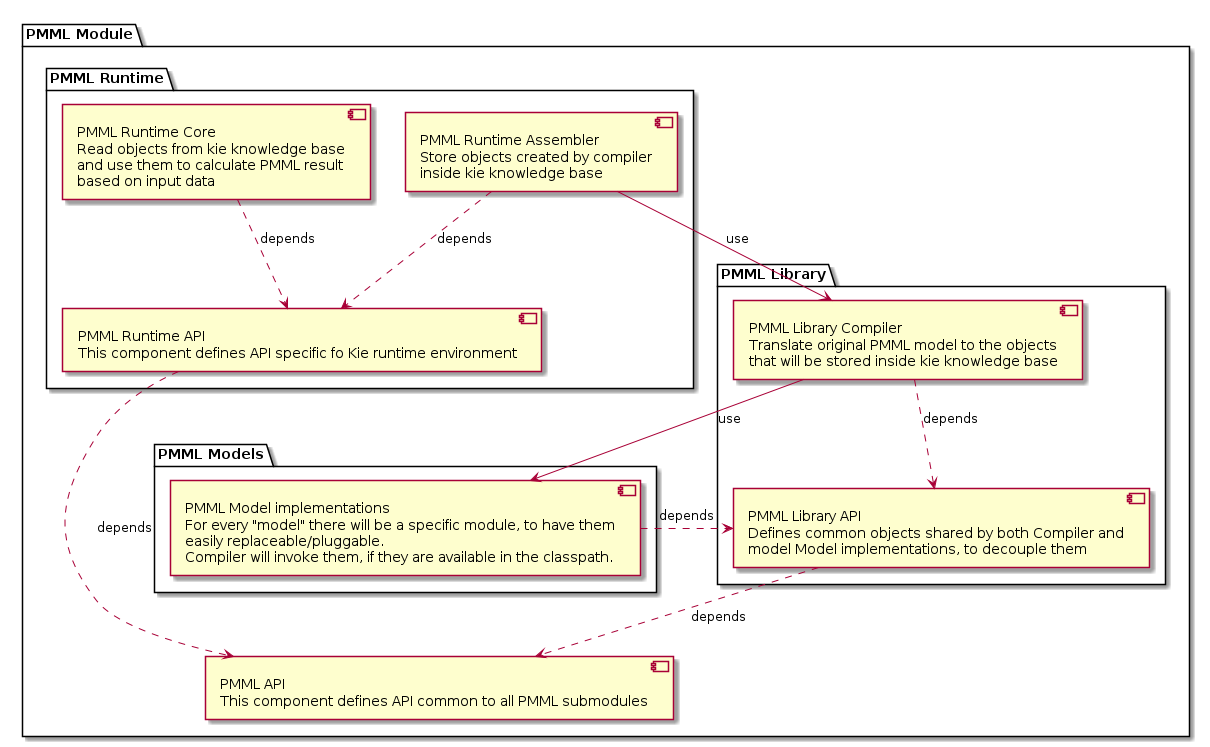 PMML Module
PMML Runtime
PMML Runtime Core
Read objects from kie knowledge base
and use them to calculate PMML result
based on input data
PMML Runtime Assembler
Store objects created by compiler
inside kie knowledge base
depends
depends
use
PMML Library
PMML Runtime API
This component defines API specific fo Kie runtime environment
PMML Library Compiler
Translate original PMML model to the objects
that will be stored inside kie knowledge base
use
depends
PMML Models
PMML Model implementations
For every "model" there will be a specific module, to have them
easily replaceable/pluggable.
Compiler will invoke them, if they are available in the classpath.
depends
depends
PMML Library API
Defines common objects shared by both Compiler and
model Model implementations, to decouple them
depends
PMML API
This component defines API common to all PMML submodules